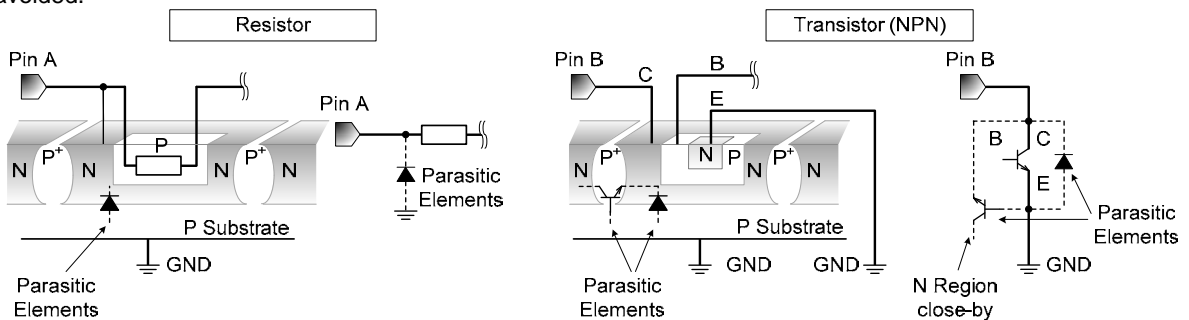 avoided.
Resistor
Transistor (NPN)
Pin A
Pin A
P
N
P+
N
N
P+
N
Parasitic
Elements
P Substrate
GND
Parasitic
Elements
Pin B
C
B
E
N
P+
N
N
P
P+
N
P Substrate
GND
GND
Parasitic
Elements
Pin B
B
C
E
Parasitic
Elements
GND
N Region
close-by